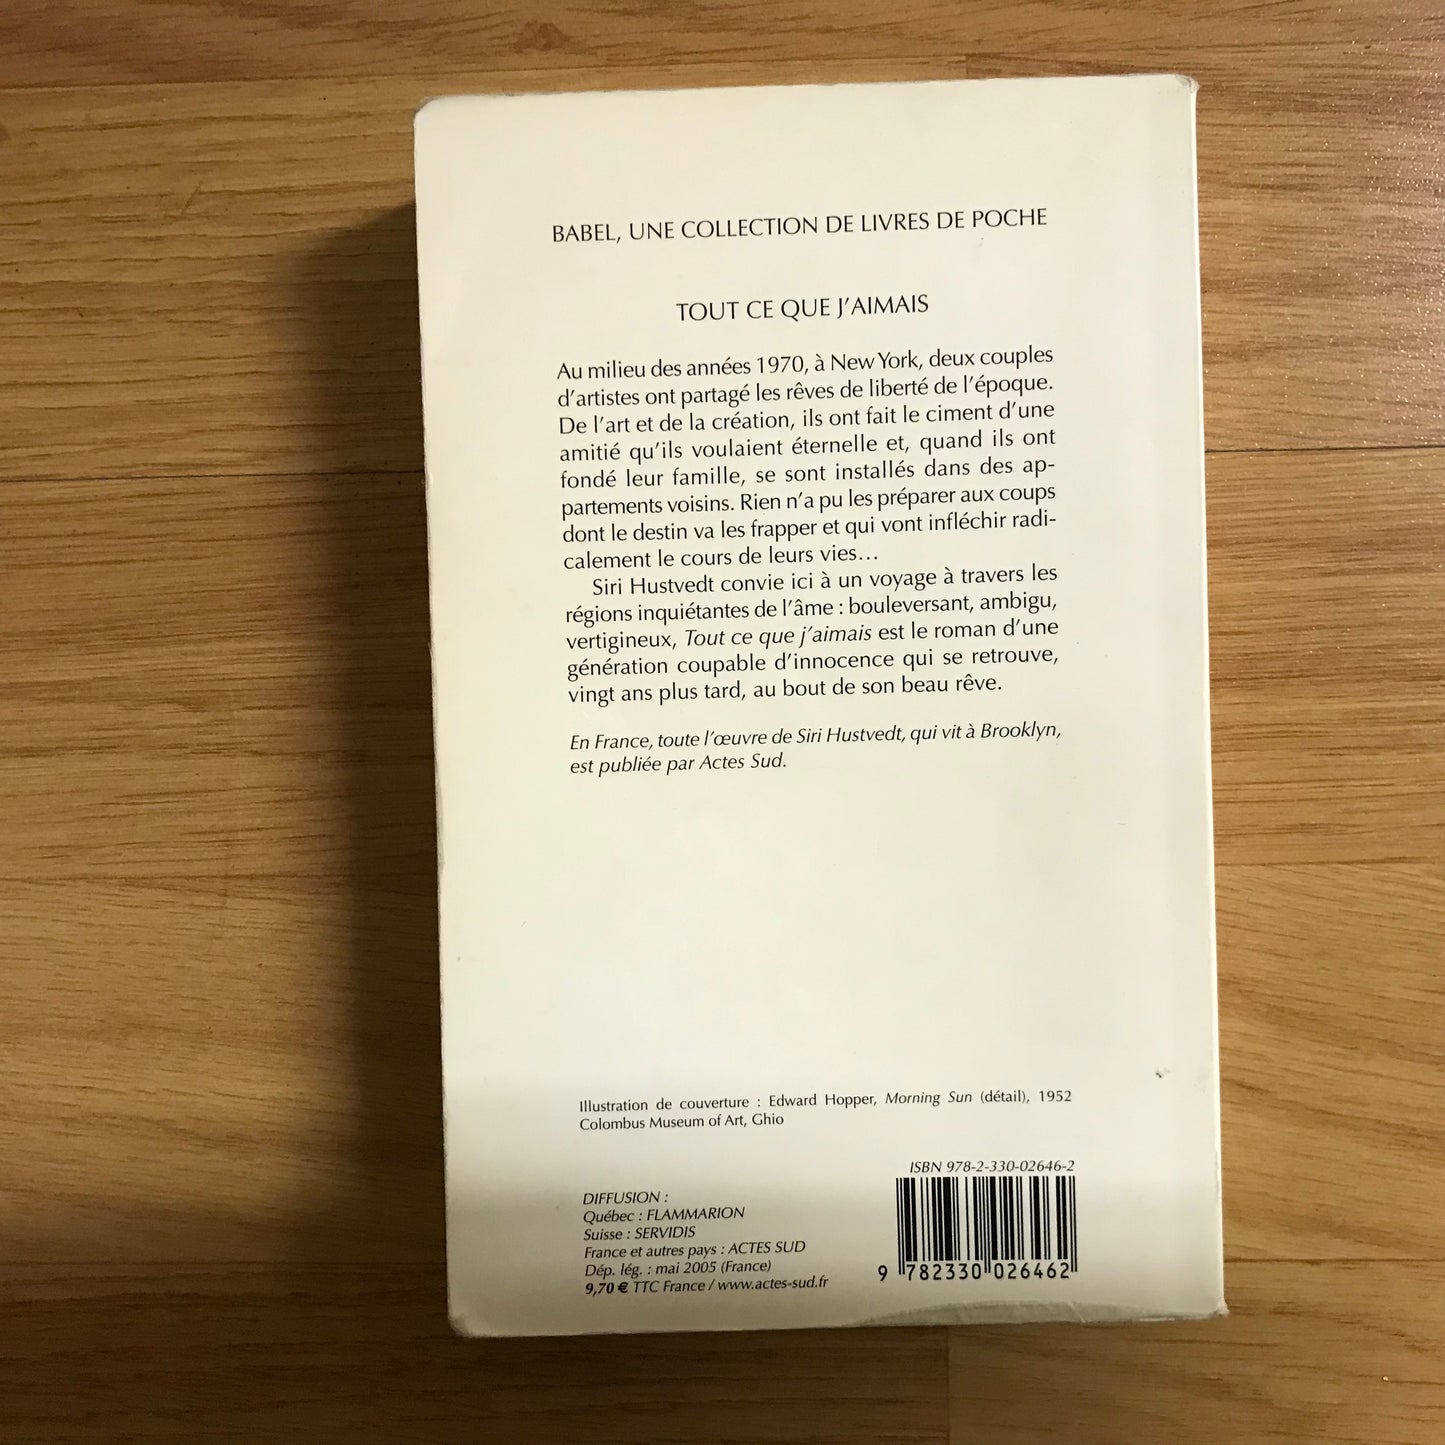 BABEL, UNE COLLECTION DE LIVRES DE POCHE
TOUT CE QUE J'AIMAIS
Au milieu des années 1970, à New York, deux couples
d'artistes ont partagé les rêves de liberté de l'époque.
De l'art et de la création, ils ont fait le ciment d'une
amitié qu'ils voulaient éternelle et, quand ils ont
fondé leur famille, se sont installés dans des ap-
partements voisins. Rien n'a pu les préparer aux coups
dont le destin va les frapper et qui vont infléchir radi-
calement le cours de leurs vies…
Siri Hustvedt convie ici à un voyage à travers les
régions inquiétantes de l'âme : bouleversant, ambigu,
vertigineux, Tout ce que j'aimais est le roman d'une
génération coupable d'innocence qui se retrouve,
vingt ans plus tard, au bout de son beau rêve.
En France, toute l'œuvre de Siri Hustvedt, qui vit à Brooklyn,
est publiée par Actes Sud.
Illustration de couverture : Edward Hopper, Morning Sun (détail), 1952
Colombus Museum of Art, Ghio
ISBN 978-2-330-02646-2
DIFFUSION :
Québec : FLAMMARION
Suisse : SERVIDIS
France et autres pays : ACTES SUD
Dép. lég. : mai 2005 (France)
9,70 € TTC France / www.actes-sud.fr
9 782330 026462